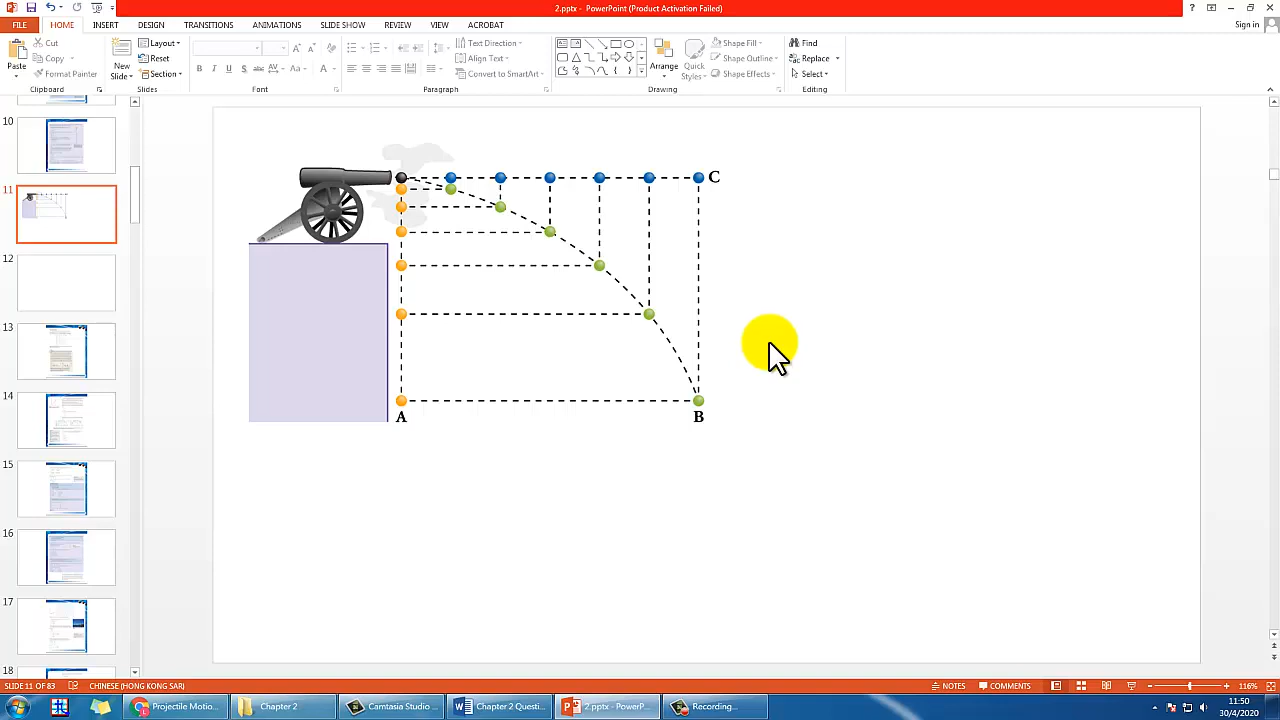 2.pptx - PowerPoint (Product Activation Failed)
FILE HOME INSERT DESIGN TRANSITIONS ANIMATIONS SLIDE SHOW REVIEW VIEW ACROBAT Sign in
Paste
Cut
Copy
Format Painter
Clipboard
New Slide
Layout
Reset
Section
Slides
Font
Text Direction
Align Text
Convert to SmartArt
Paragraph
Arrange
Quick Styles
Shape Fill
Shape Outline
Shape Effects
Drawing
Find
Replace
Select
Editing
10
11
12
13
14
15
16
17
18
C
A B
SLIDE 11 OF 83 CHINESE (HONG KONG SAR) NOTES COMMENTS 116%
Projectile Motio...
Chapter 2
Camtasia Studio ...
Chapter 2 Questi...
2.pptx - PowerP...
Recording...
11:50
30/4/2020